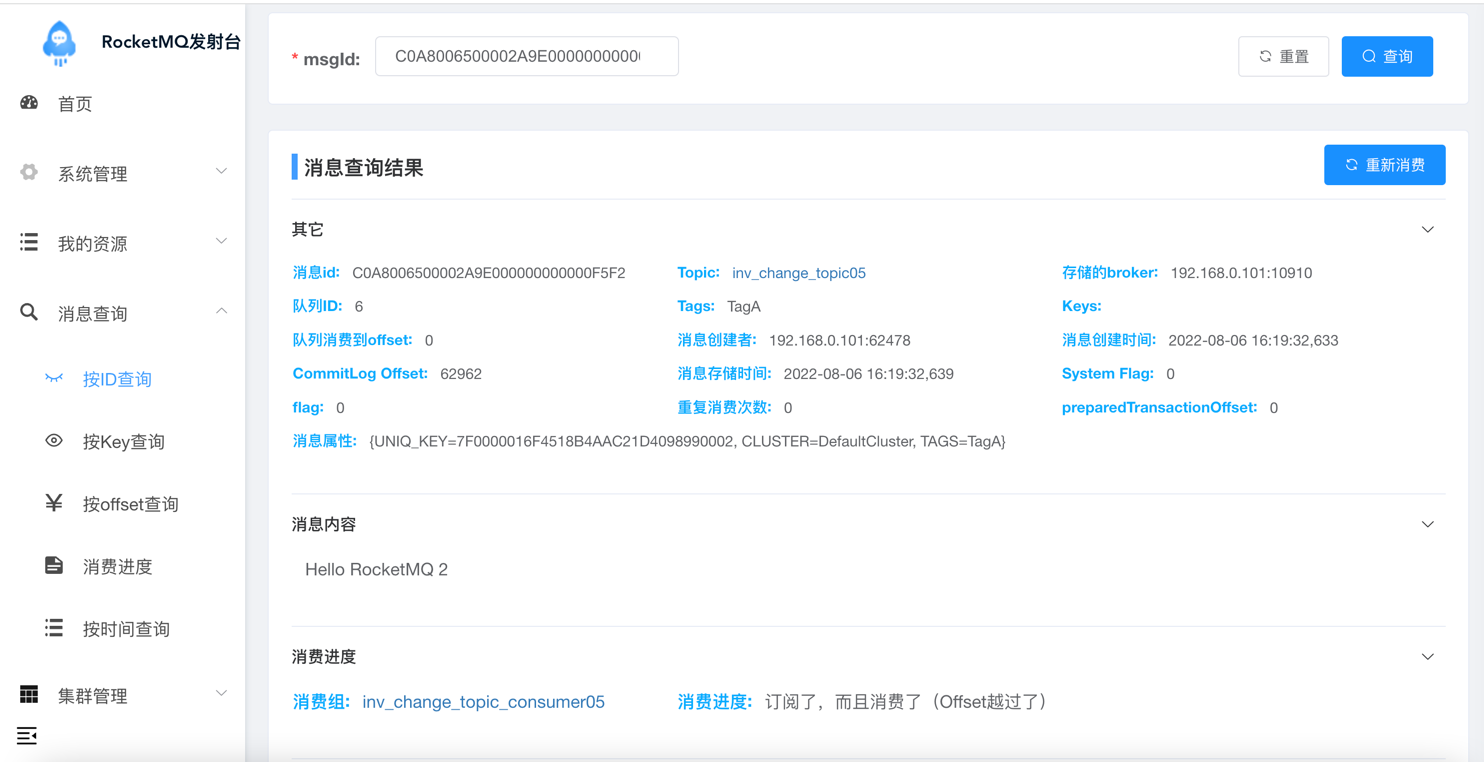 RocketMQ发射台
首页
系统管理
我的资源
消息查询
按ID查询
按Key查询
按offset查询
消费进度
按时间查询
集群管理
* msgId: C0A8006500002A9E0000000000 重置 查询
消息查询结果 重新消费
其它
消息id: C0A8006500002A9E000000000000F5F2 Topic: inv_change_topic05 存储的broker: 192.168.0.101:10910
队列ID: 6 Tags: TagA Keys:
队列消费到offset: 0 消息创建者: 192.168.0.101:62478 消息创建时间: 2022-08-06 16:19:32,633
CommitLog Offset: 62962 消息存储时间: 2022-08-06 16:19:32,639 System Flag: 0
flag: 0 重复消费次数: 0 preparedTransactionOffset: 0
消息属性: {UNIQ_KEY=7F0000016F4518B4AAC21D4098990002, CLUSTER=DefaultCluster, TAGS=TagA}
消息内容
Hello RocketMQ 2
消费进度
消费组: inv_change_topic_consumer05 消费进度: 订阅了，而且消费了（Offset越过了）